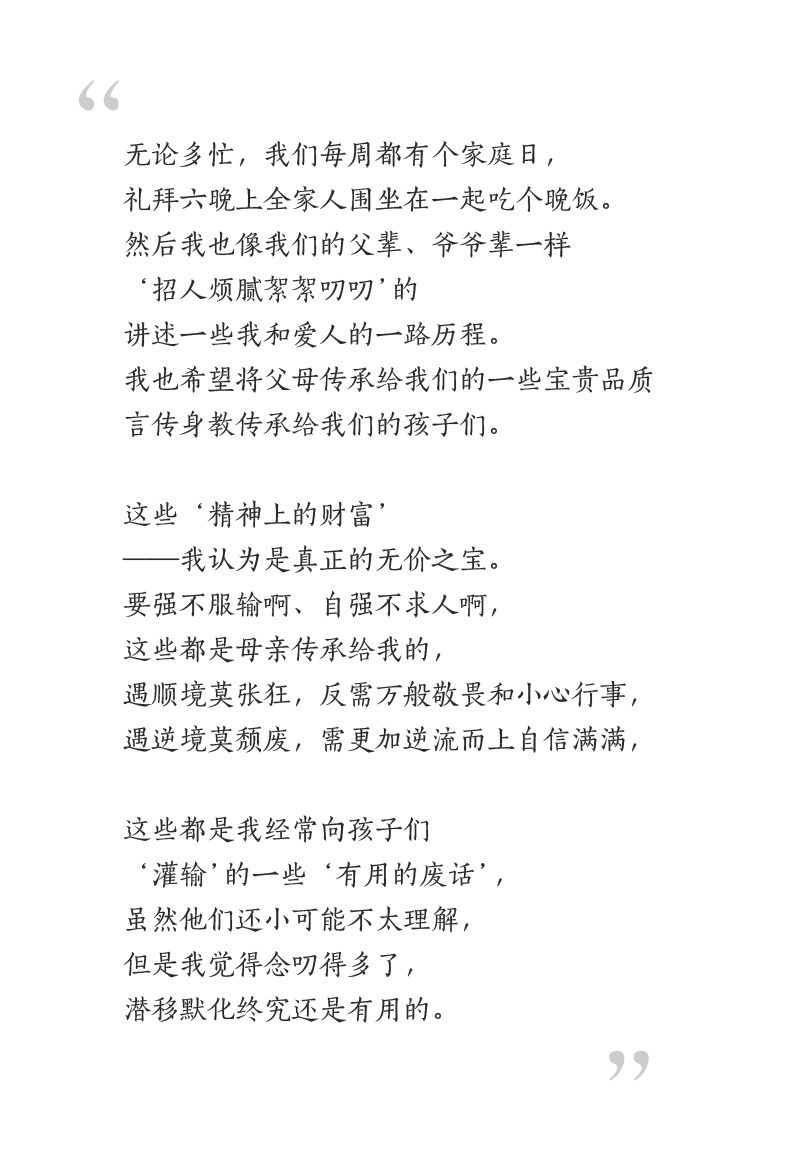 “
无论多忙，我们每周都有个家庭日，
礼拜六晚上全家人围坐在一起吃个晚饭。
然后我也像我们的父辈、爷爷辈一样
‘招人烦腻絮絮叨叨’的
讲述一些我和爱人的一路历程。
我也希望将父母传承给我们的一些宝贵品质
言传身教传承给我们的孩子们。
这些‘精神上的财富’
——我认为是真正的无价之宝。
要强不服输啊、自强不求人啊，
这些都是母亲传承给我的，
遇顺境莫张狂，反需万般敬畏和小心行事，
遇逆境莫颓废，需更加逆流而上自信满满，
这些都是我经常向孩子们
‘灌输’的一些‘有用的废话’，
虽然他们还小可能不太理解，
但是我觉得念叨得多了，
潜移默化终究还是有用的。
”